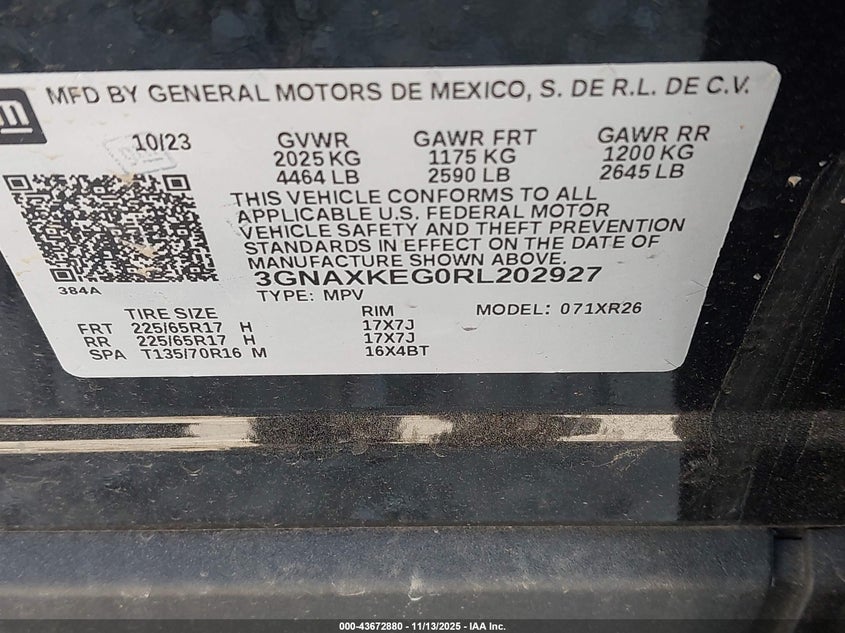 gm
MFD BY GENERAL MOTORS DE MEXICO, S. DE R.L. DE C.V.
10/23 GVWR GAWR FRT GAWR RR
2025 KG 1175 KG 1200 KG
4464 LB 2590 LB 2645 LB
THIS VEHICLE CONFORMS TO ALL
APPLICABLE U.S. FEDERAL MOTOR
VEHICLE SAFETY AND THEFT PREVENTION
STANDARDS IN EFFECT ON THE DATE OF
MANUFACTURE SHOWN ABOVE.
384A
3GNAXKEG0RL202927
TYPE: MPV
TIRE SIZE RIM MODEL: 071XR26
FRT 225/65R17 H 17X7J
RR 225/65R17 H 17X7J
SPA T135/70R16 M 16X4BT
000-43672880 - 11/13/2025 - IAA Inc.